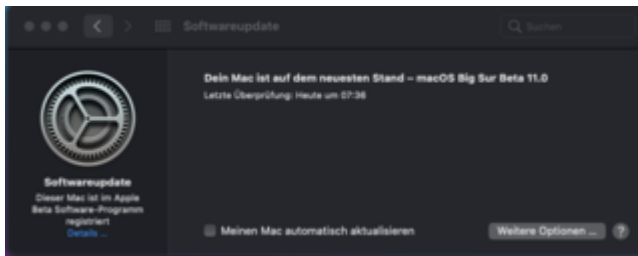 Softwareupdate
Suchen
Dein Mac ist auf dem neuesten Stand – macOS Big Sur Beta 11.0
Letzte Überprüfung: Heute um 07:36
Softwareupdate
Dieser Mac ist im Apple
Beta Software-Programm
registriert
Details ...
Meinen Mac automatisch aktualisieren
Weitere Optionen ...
?